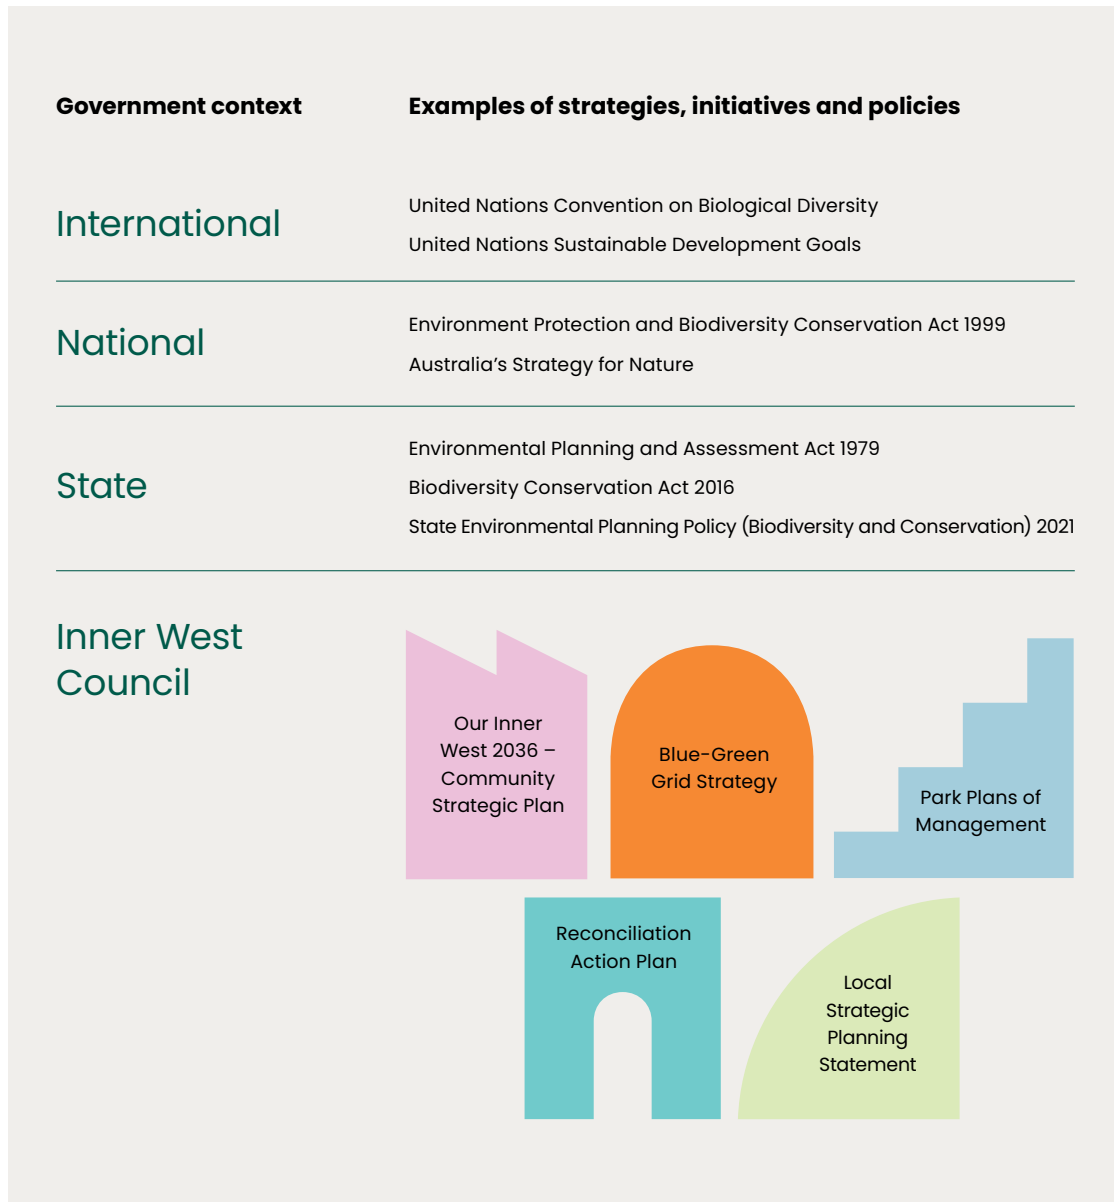 Government context
Examples of strategies, initiatives and policies
International
United Nations Convention on Biological Diversity
United Nations Sustainable Development Goals
National
Environment Protection and Biodiversity Conservation Act 1999
Australia’s Strategy for Nature
State
Environmental Planning and Assessment Act 1979
Biodiversity Conservation Act 2016
State Environmental Planning Policy (Biodiversity and Conservation) 2021
Inner West
Council
Our Inner
West 2036 –
Community
Strategic Plan
Blue-Green
Grid Strategy
Park Plans of
Management
Reconciliation
Action Plan
Local
Strategic
Planning
Statement